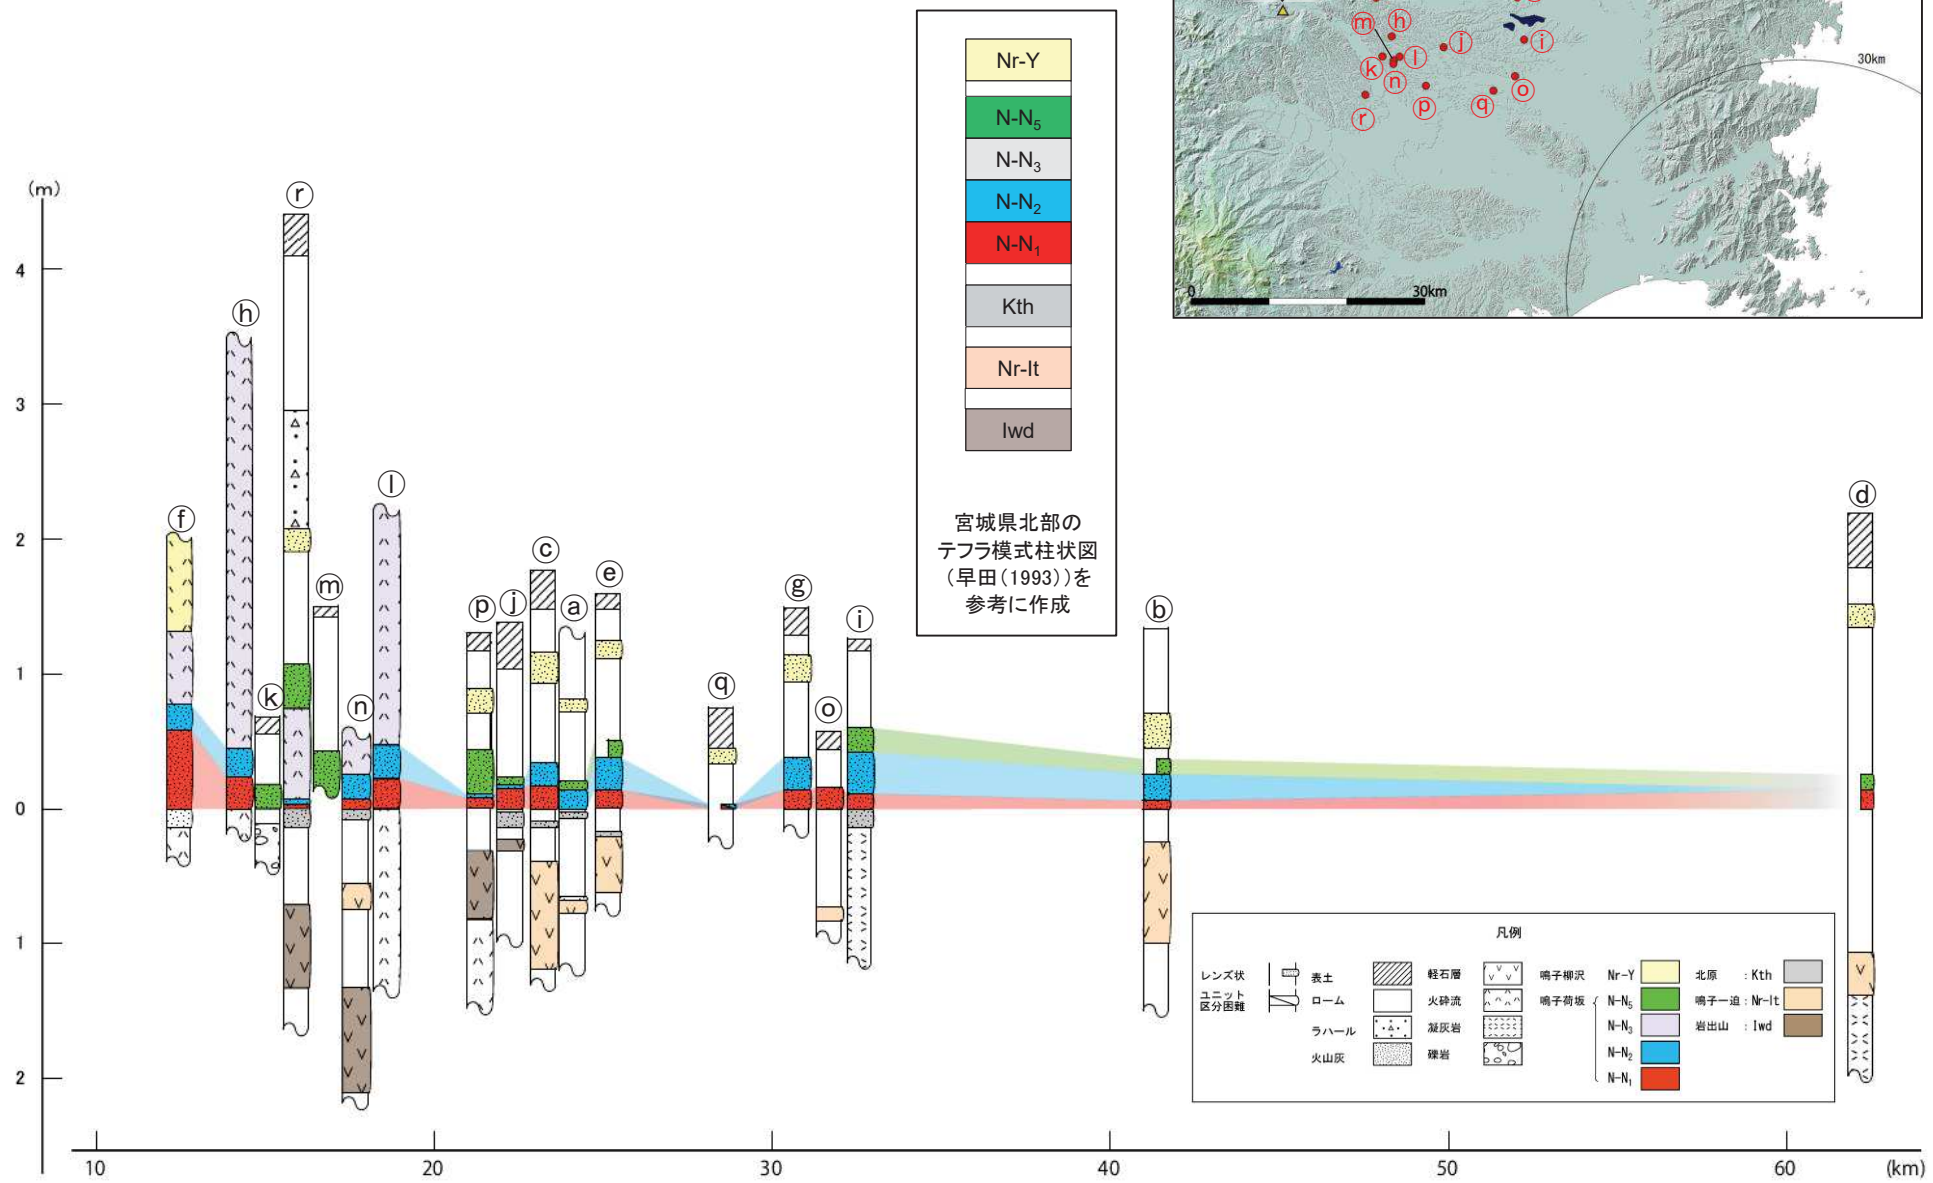 Nr-Y
N-N5
N-N3
N-N2
N-N1
Kth
Nr-It
Iwd
宮城県北部の
テフラ模式柱状図
（早田（1993））を
参考に作成
m
h
j
i
k
l
n
o
p
q
r
30km
0
30km
(m)
4
3
2
1
0
1
2
f
h
k
r
m
n
l
p
j
c
a
e
q
g
o
i
b
d
10
20
30
40
50
60
(km)
凡例
レンズ状
表土
軽石層
鳴子柳沢
Nr-Y
北原 : Kth
ユニット
区分困難
ローム
火砕流
鳴子荷坂
N-N5
鳴子一迫 : Nr-It
ラハール
凝灰岩
N-N3
岩出山 : Iwd
火山灰
礫岩
N-N2
N-N1